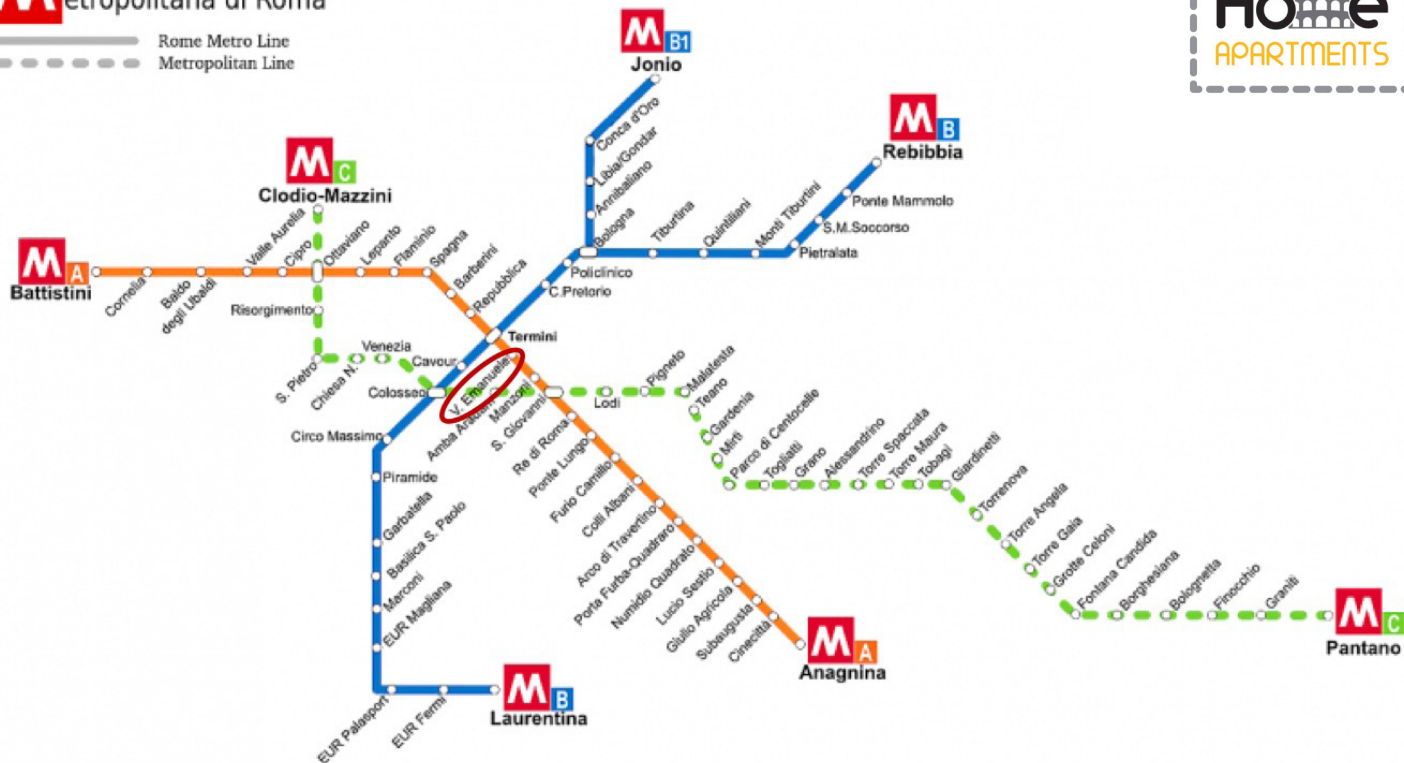 M etropolitana di Roma
Rome Metro Line
Metropolitan Line
Home
APARTMENTS
M B1
Jonio
Conca d'Oro
Libia/Gondar
Annibaliano
Bologna
M B
Rebibbia
Ponte Mammolo
S.M.Soccorso
Pietralata
Monti Tiburtini
Quintiliani
Tiburtina
Policlinico
C.Pretorio
Termini
Cavour
Colosseo
Circo Massimo
Piramide
Garbatella
Basilica S. Paolo
Marconi
EUR Magliana
EUR Palasport
EUR Fermi
M B
Laurentina
M C
Clodio-Mazzini
M A
Battistini
Cornelia
Baldo
degli Ubaldi
Valle Aurelia
Cipro
Ottaviano
Lepanto
Flaminio
Spagna
Barberini
Repubblica
Risorgimento
S. Pietro
Chiesa N.
Venezia
V. Emanuele
Amba Aradam
Manzoni
S. Giovanni
Re di Roma
Ponte Lungo
Furio Camillo
Colli Albani
Arco di Travertino
Porta Furba-Quadraro
Numidio Quadrato
Lucio Sestio
Giulio Agricola
Subaugusta
Cinecittà
M A
Anagnina
Lodi
Pigneto
Malatesta
Teano
Gardenia
Mirti
Parco di Centocelle
Togliatti
Grano
Alessandrino
Torre Spaccata
Torre Maura
Tobagi
Giardinetti
Torrenova
Torre Angela
Torre Gaia
Grotte Celoni
Fontana Candida
Borghesiana
Bolognetta
Finocchio
Graniti
M C
Pantano